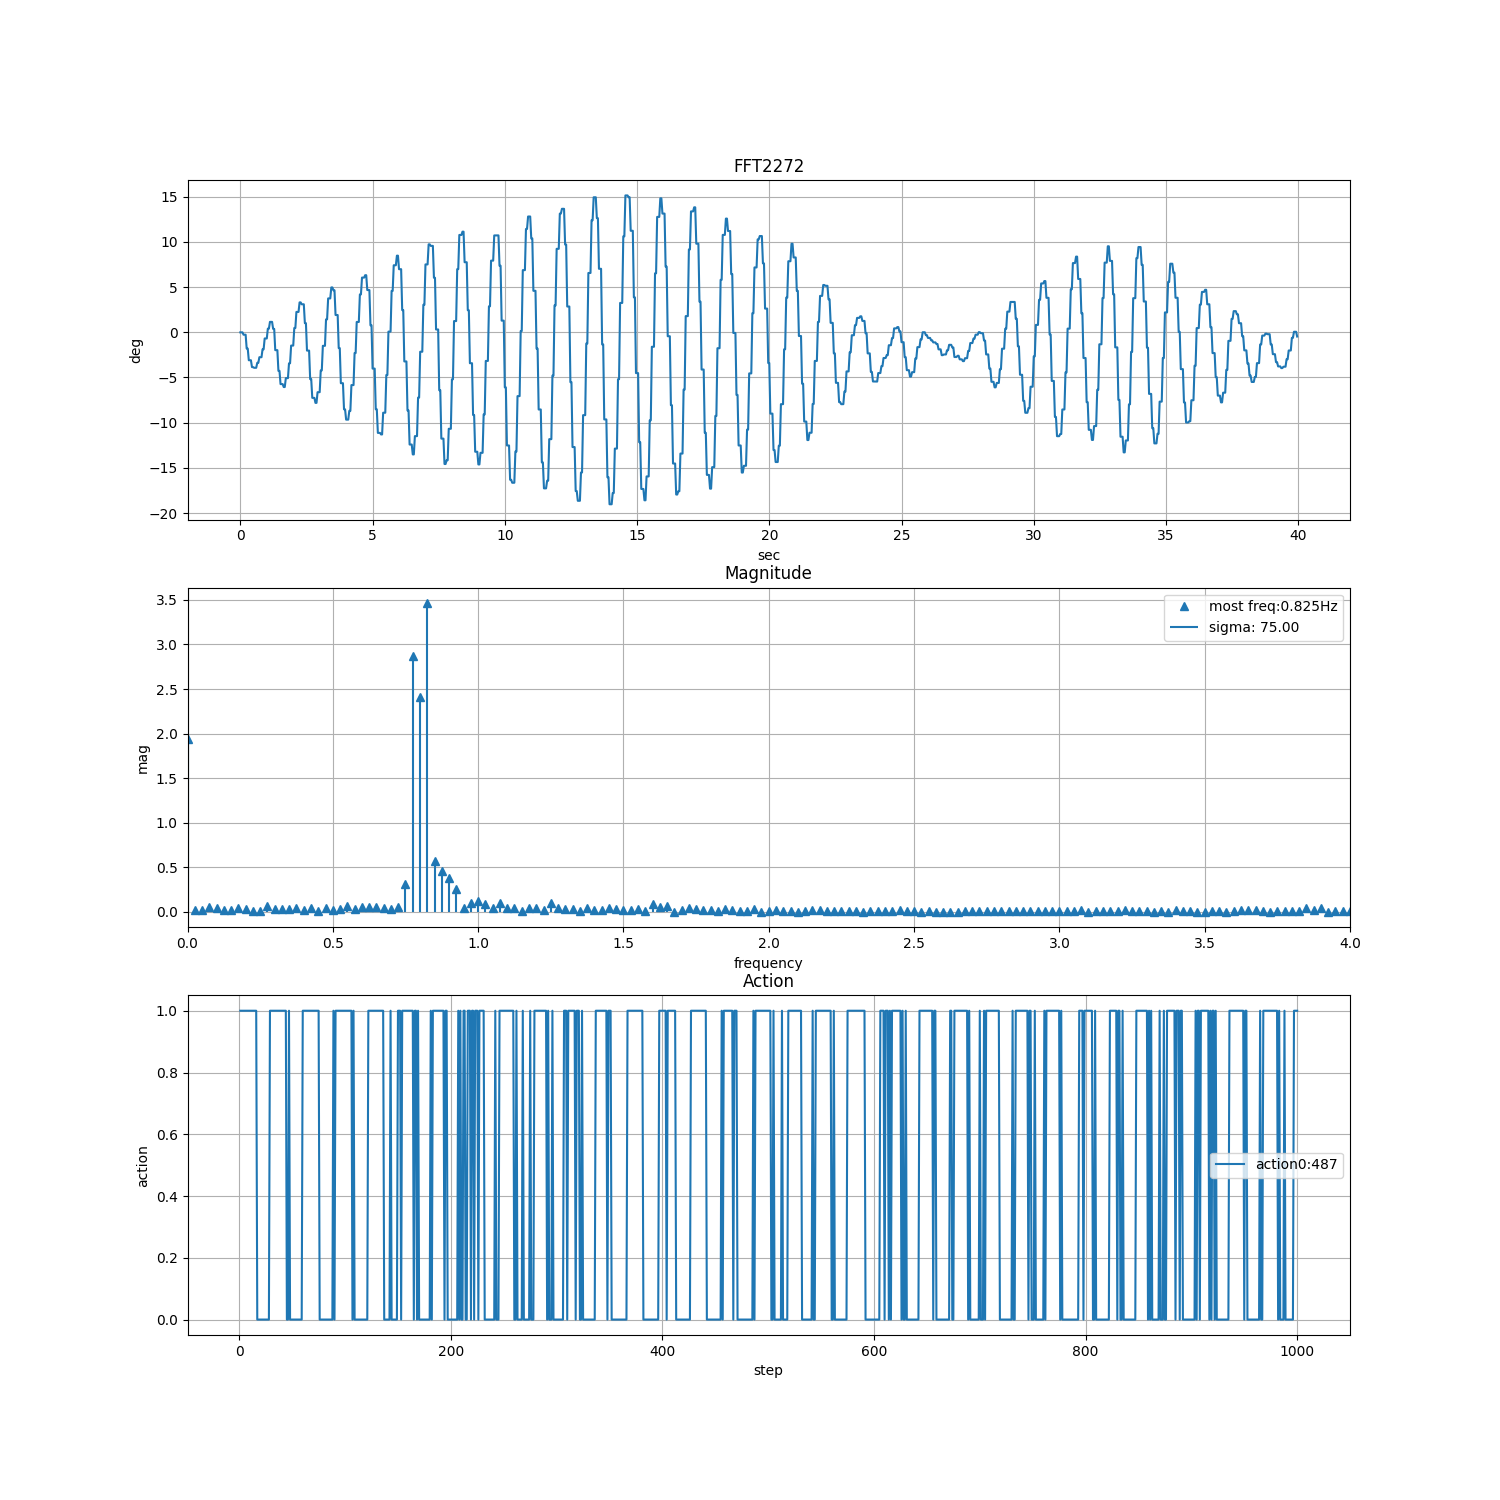 FFT2272
15
10
5
0
−5
−10
−15
−20
deg
0 5 10 15 20 25 30 35 40
sec
Magnitude
3.5
3.0
2.5
2.0
1.5
1.0
0.5
0.0
mag
most freq:0.825Hz
sigma: 75.00
0.0 0.5 1.0 1.5 2.0 2.5 3.0 3.5 4.0
frequency
Action
1.0
0.8
0.6
0.4
0.2
0.0
action
action0:487
0 200 400 600 800 1000
step